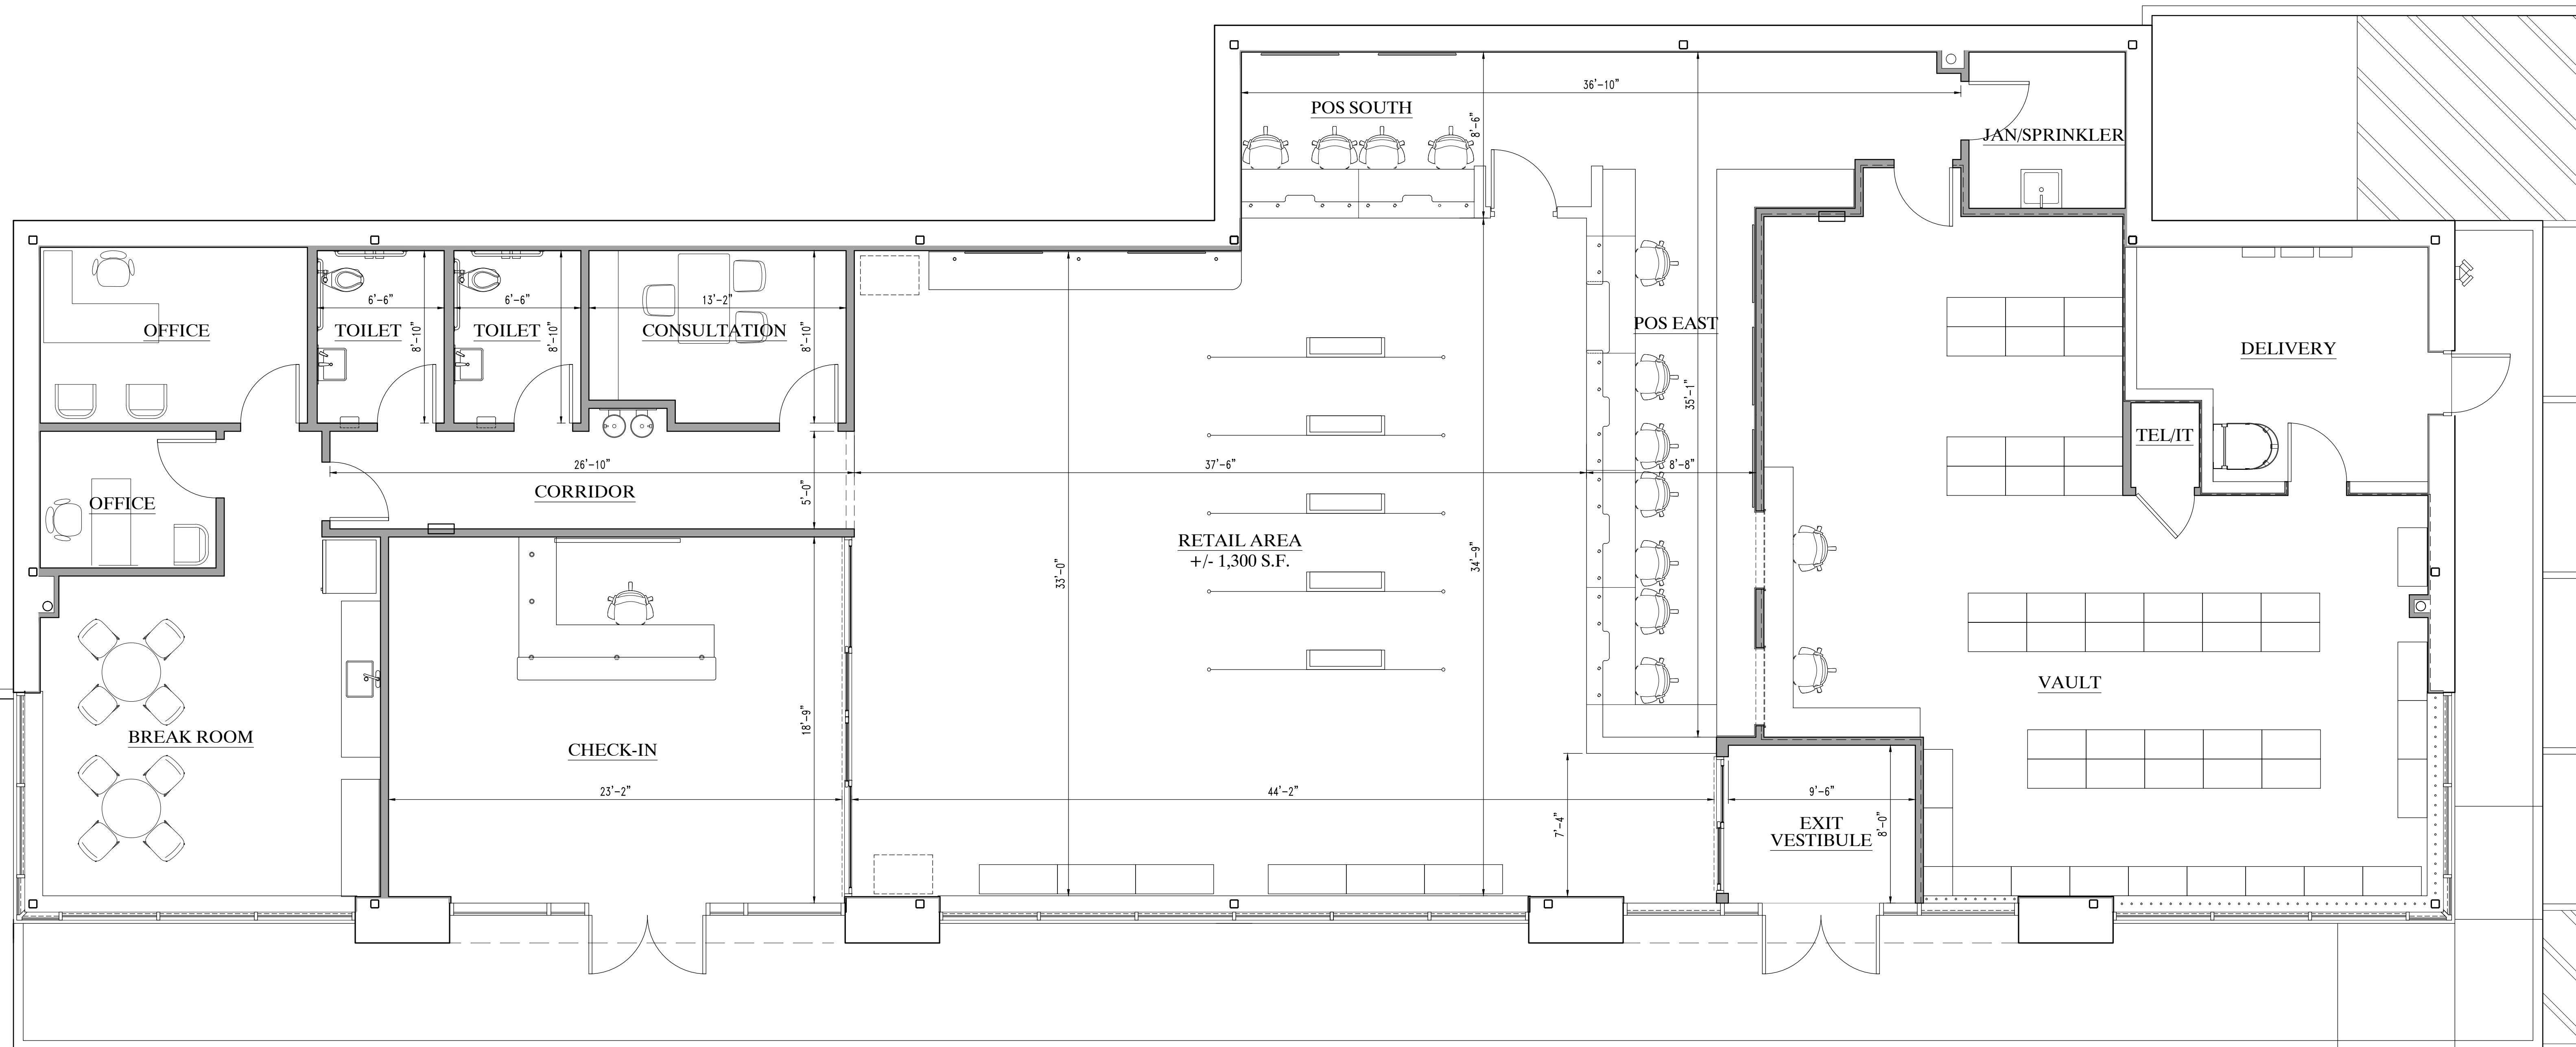 36'-10"
POS SOUTH
8'-6"
JAN/SPRINKLER
6'-6"
6'-6"
13'-2"
OFFICE
TOILET
8'-10"
TOILET
8'-10"
CONSULTATION
8'-10"
POS EAST
DELIVERY
35'-1"
TEL/IT
26'-10"
37'-6"
8'-8"
OFFICE
CORRIDOR
5'-0"
RETAIL AREA
+/- 1,300 S.F.
33'-0"
34'-9"
VAULT
BREAK ROOM
CHECK-IN
18'-9"
23'-2"
44'-2"
9'-6"
7'-4"
EXIT
VESTIBULE
8'-0"